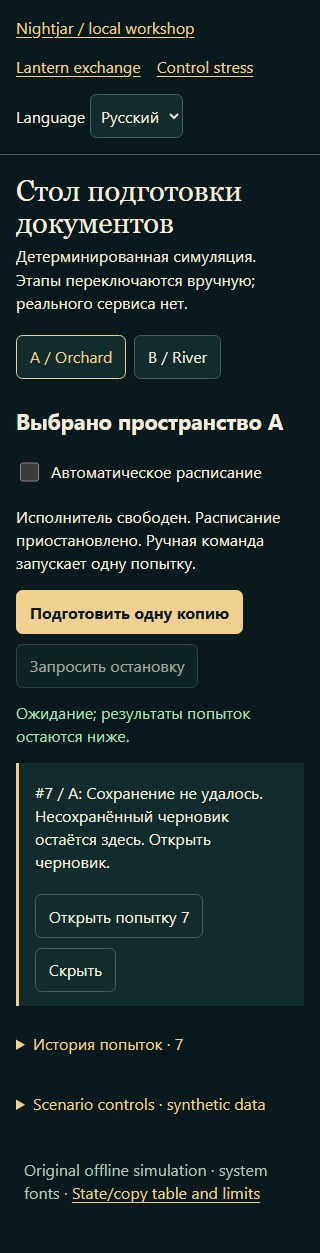 Nightjar / local workshop
Lantern exchange Control stress
Language Русский
Стол подготовки
документов
Детерминированная симуляция.
Этапы переключаются вручную;
реального сервиса нет.
A / Orchard B / River
Выбрано пространство A
Автоматическое расписание
Исполнитель свободен. Расписание
приостановлено. Ручная команда
запускает одну попытку.
Подготовить одну копию
Запросить остановку
Ожидание; результаты попыток
остаются ниже.
#7 / A: Сохранение не удалось.
Несохранённый черновик
остаётся здесь. Открыть
черновик.
Открыть попытку 7
Скрыть
История попыток · 7
Scenario controls · synthetic data
Original offline simulation · system
fonts · State/copy table and limits